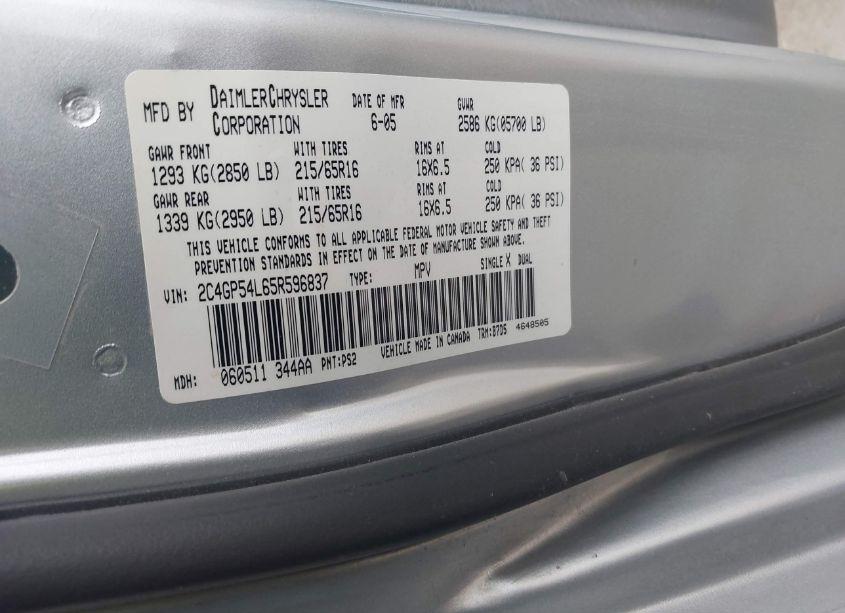 MFD BY DAIMLERCHRYSLER CORPORATION DATE OF MFR 6-05 GVWR 2586 KG(05700 LB)
GAWR FRONT WITH TIRES RIMS AT COLD
1293 KG(2850 LB) 215/65R16 16X6.5 250 KPA( 36 PSI)
GAWR REAR WITH TIRES RIMS AT COLD
1339 KG(2950 LB) 215/65R16 16X6.5 250 KPA( 36 PSI)
THIS VEHICLE CONFORMS TO ALL APPLICABLE FEDERAL MOTOR VEHICLE SAFETY AND THEFT
PREVENTION STANDARDS IN EFFECT ON THE DATE OF MANUFACTURE SHOWN ABOVE.
VIN: 2C4GP54L65R596837 TYPE: MPV SINGLE X DUAL
MDH: 060511 344AA PNT:PS2 VEHICLE MADE IN CANADA TRM:B7D5 4648505